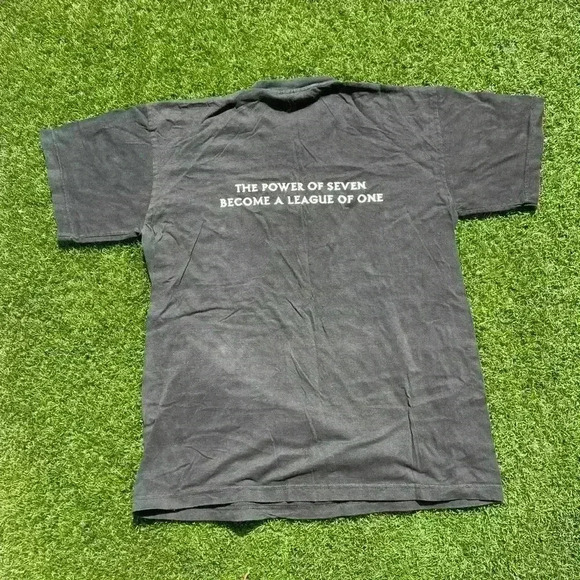 THE POWER OF SEVEN
BECOME A LEAGUE OF ONE